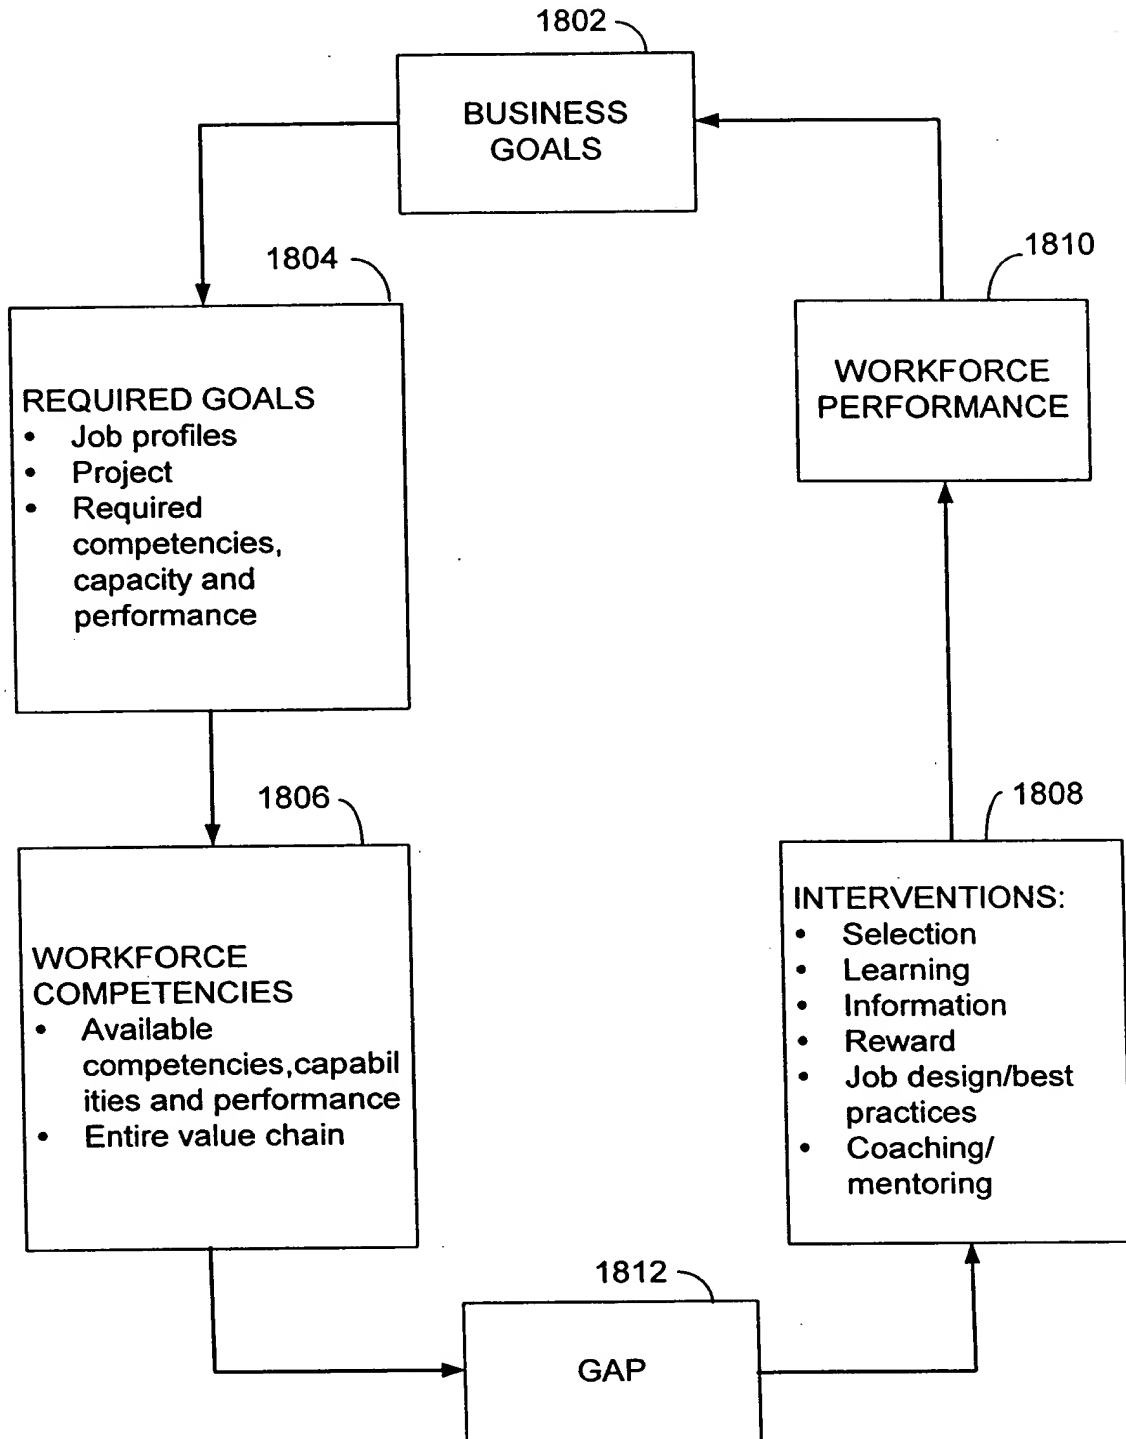 1802
BUSINESS
GOALS
1804
REQUIRED GOALS
• Job profiles
• Project
• Required
competencies,
capacity and
performance
1806
WORKFORCE
COMPETENCIES
• Available
competencies,capabil
ities and performance
• Entire value chain
1812
GAP
1808
INTERVENTIONS:
• Selection
• Learning
• Information
• Reward
• Job design/best
practices
• Coaching/
mentoring
1810
WORKFORCE
PERFORMANCE